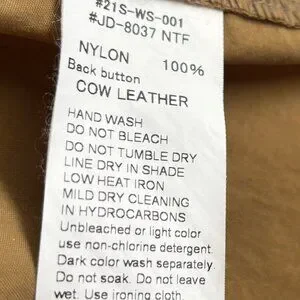 #21S-WS-001
#JD-8037 NTF
NYLON 100%
Back button
COW LEATHER
HAND WASH
DO NOT BLEACH
DO NOT TUMBLE DRY
LINE DRY IN SHADE
LOW HEAT IRON
MILD DRY CLEANING
IN HYDROCARBONS
Unbleached or light color
use non-chlorine detergent.
Dark color wash separately.
Do not soak. Do not leave
wet. Use ironing cloth